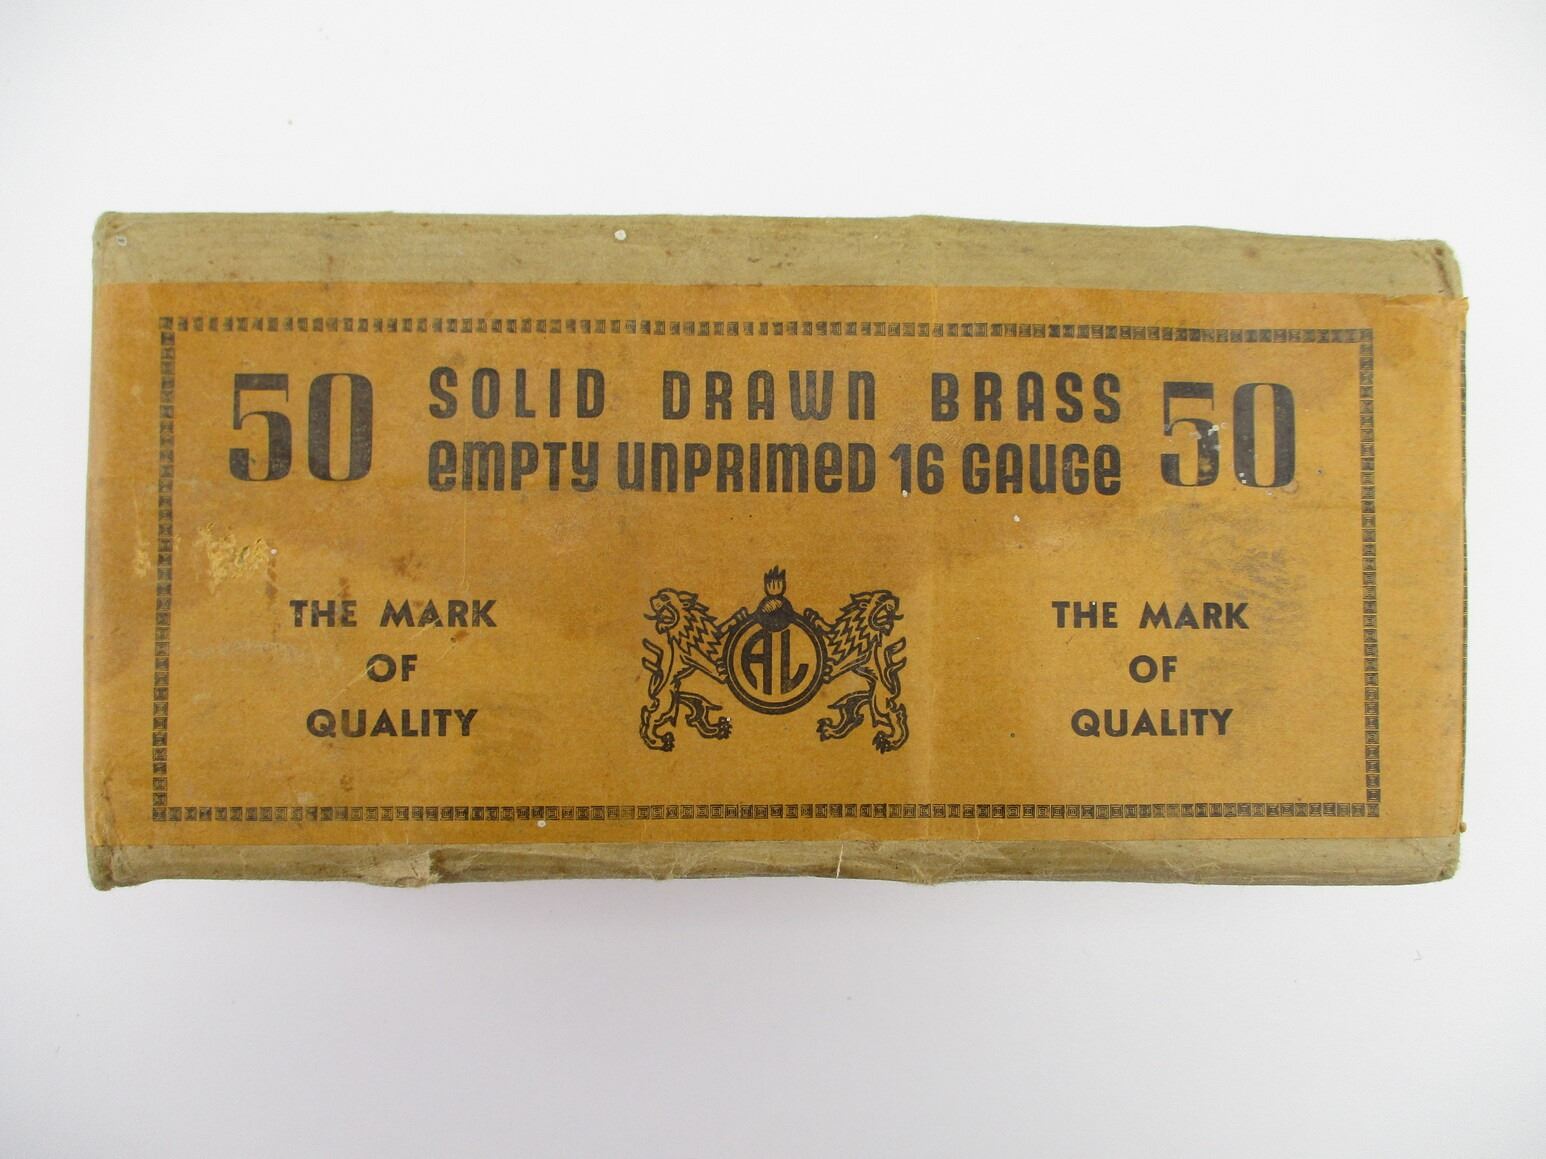 50 SOLID DRAWN BRASS 50
EMPTY UNPRIMED 16 GAUGE
THE MARK
OF
QUALITY
AL
THE MARK
OF
QUALITY